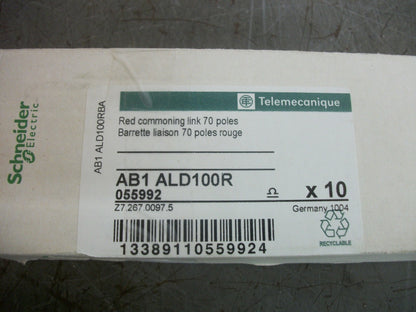 Schneider
Electric
AB1 ALD100RBA
Telemecanique
Red commoning link 70 poles
Barrette liaison 70 poles rouge
AB1 ALD100R
055992
x 10
Z7.267.0097.5
Germany 1004
13389110559924
RECYCLABLE